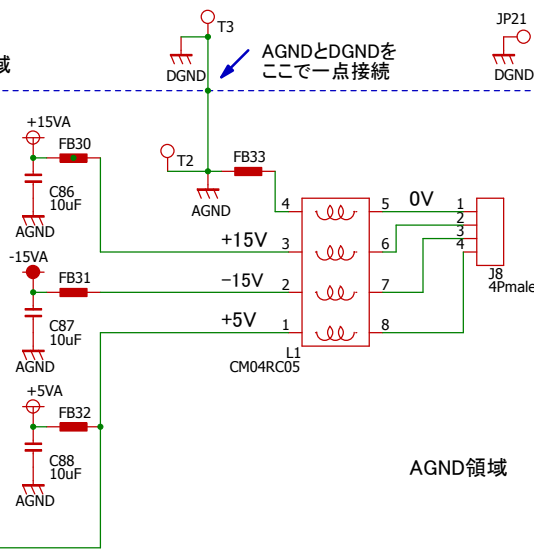 T3
JP21
AGNDとDGNDを
ここで一点接続
DGND
DGND
域
+15VA
FB30
T2
FB33
C86
10uF
AGND
AGND
4
5
0V
1
2
3
4
+15V
3
6
-15VA
FB31
−15V
2
7
J8
4Pmale
C87
10uF
+5V
1
8
AGND
L1
CM04RC05
+5VA
FB32
C88
10uF
AGND
AGND領域